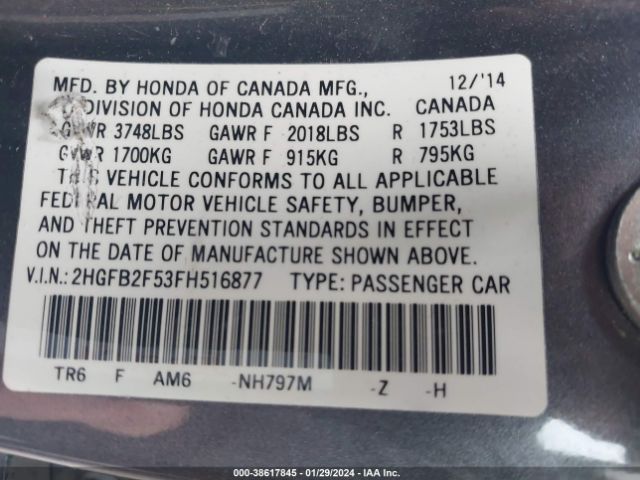 MFD. BY HONDA OF CANADA MFG., 12/'14
A DIVISION OF HONDA CANADA INC. CANADA
GVWR 3748LBS GAWR F 2018LBS R 1753LBS
GVWR 1700KG GAWR F 915KG R 795KG
THIS VEHICLE CONFORMS TO ALL APPLICABLE
FEDERAL MOTOR VEHICLE SAFETY, BUMPER,
AND THEFT PREVENTION STANDARDS IN EFFECT
ON THE DATE OF MANUFACTURE SHOWN ABOVE.
V.I.N.: 2HGFB2F53FH516877 TYPE: PASSENGER CAR
TR6 F AM6 -NH797M -Z -H
000-38617845 - 01/29/2024 - IAA Inc.